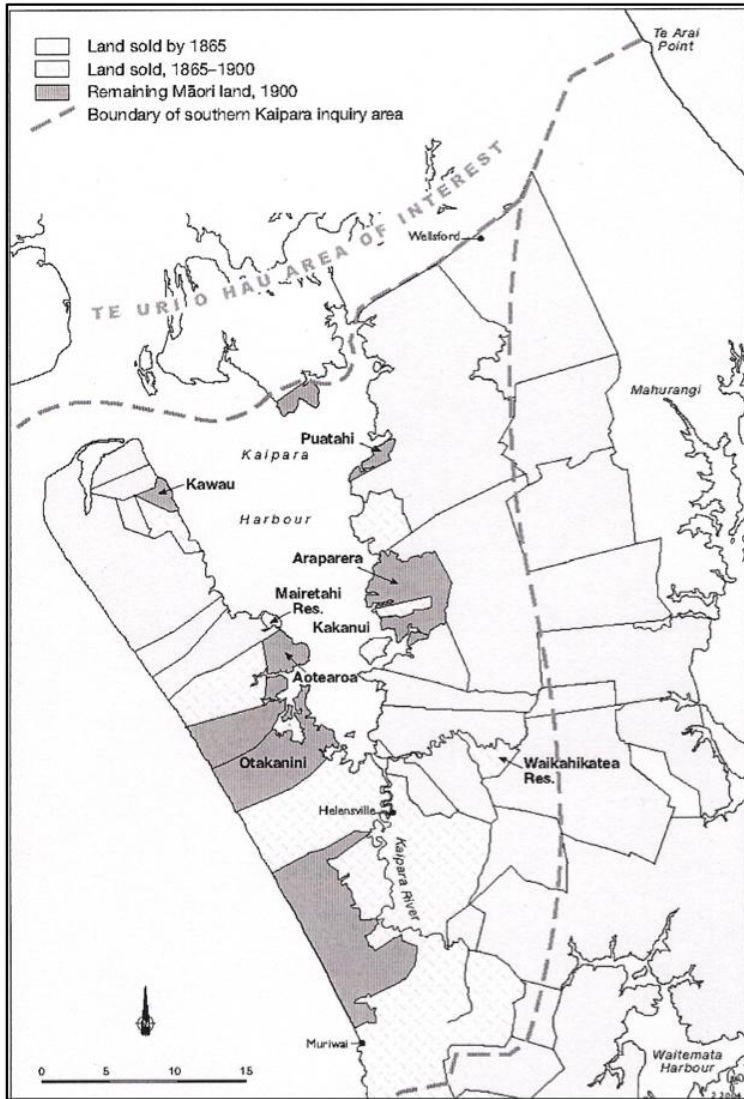 Land sold by 1865
Land sold, 1865–1900
Remaining Māori land, 1900
Boundary of southern Kaipara inquiry area
Te Arai
Point
TE URI O HAU AREA OF INTEREST
Wellsford
Mahurangi
Puatahi
Kaipara
Kawau
Harbour
Araparera
Mairetahi
Res.
Kakanui
Aotearoa
Otakanini
Waikahikatea
Res.
Helensville
Kaipara River
N
Muriwai
Waitemata
Harbour
0 5 10 15